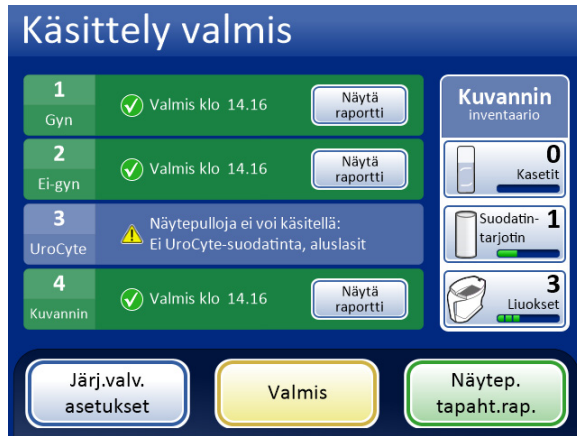 Käsittely valmis
1
Gyn
Valmis klo 14.16
Näytä
raportti
2
Ei-gyn
Valmis klo 14.16
Näytä
raportti
3
UroCyte
Näytepulloja ei voi käsitellä:
Ei UroCyte-suodatinta, aluslasit
4
Kuvannin
Valmis klo 14.16
Näytä
raportti
Kuvannin
inventaario
0
Kasetit
Suodatin- 1
tarjotin
3
Liuokset
Järj.valv.
asetukset
Valmis
Näytep.
tapaht.rap.